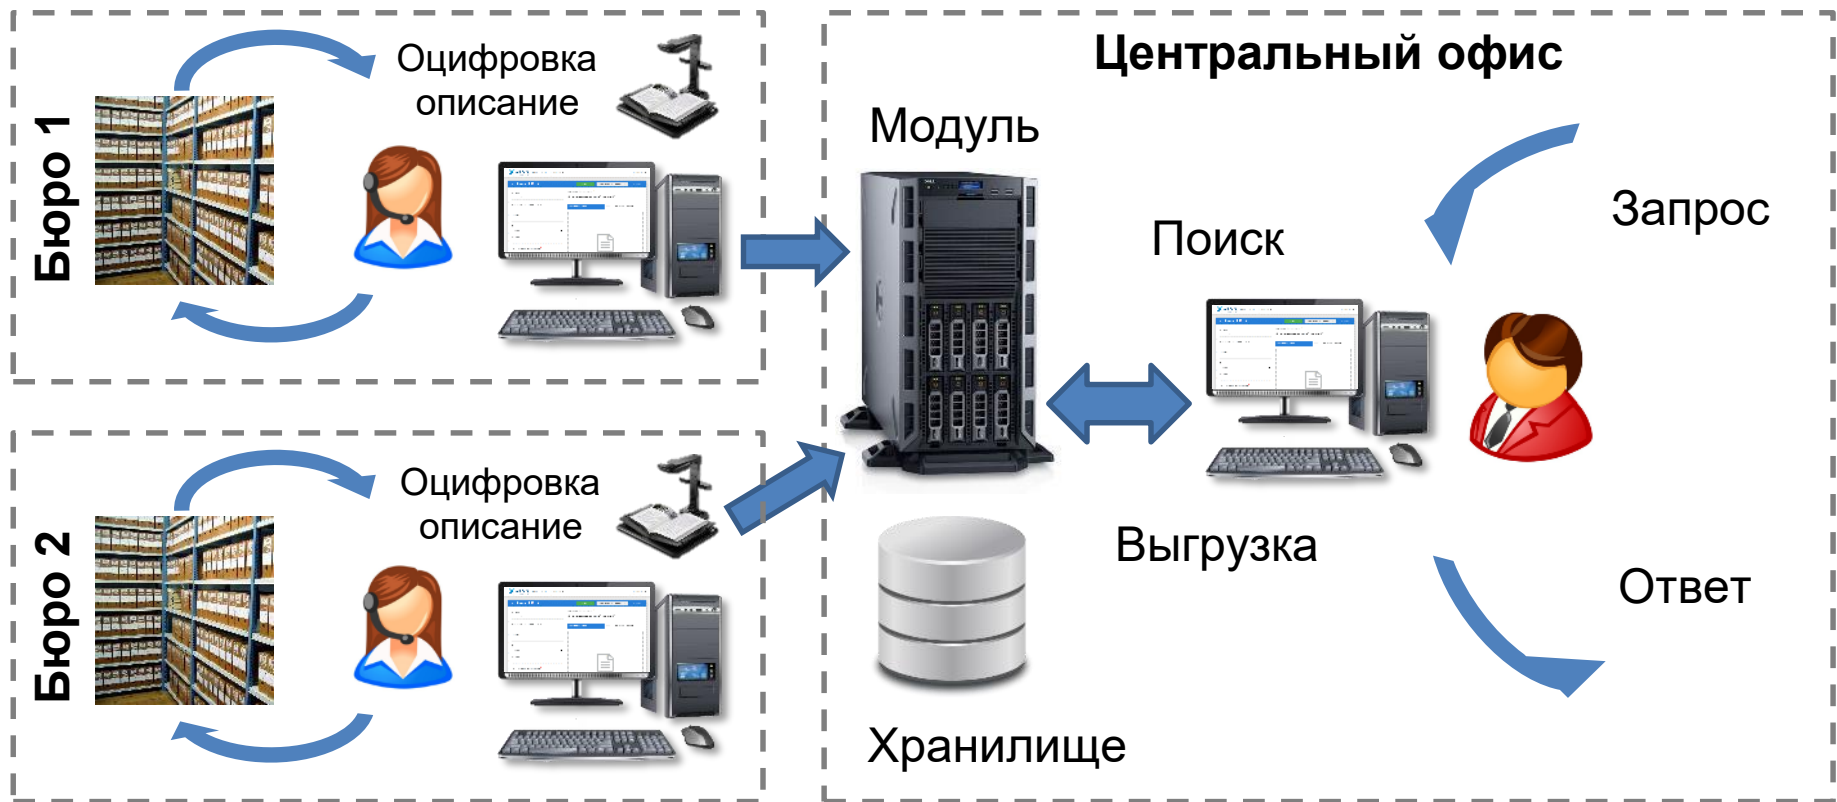 Бюро 1
Оцифровка
описание
Бюро 2
Оцифровка
описание
Центральный офис
Модуль
Поиск
Запрос
Выгрузка
Ответ
Хранилище